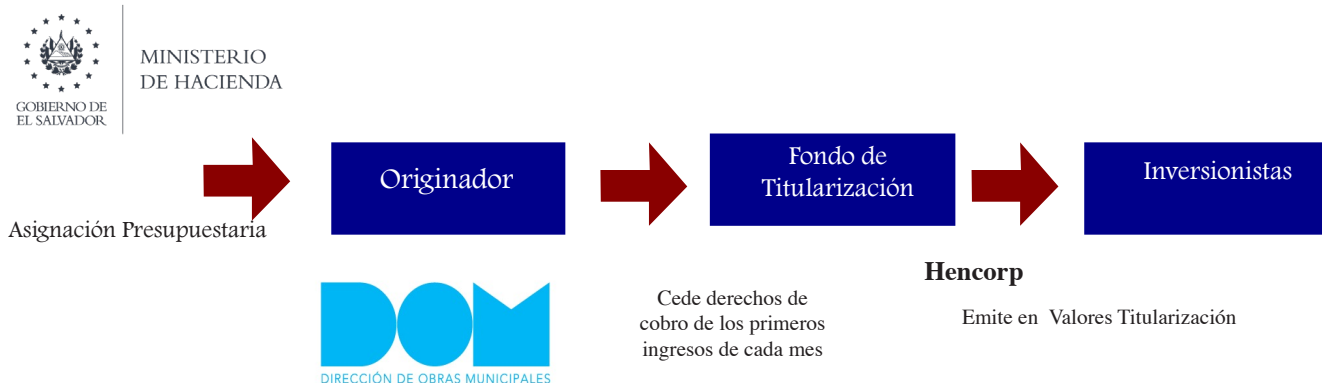 GOBIERNO DE
EL SALVADOR
MINISTERIO
DE HACIENDA
Asignación Presupuestaria
Originador
DOM
DIRECCIÓN DE OBRAS MUNICIPALES
Cede derechos de
cobro de los primeros
ingresos de cada mes
Fondo de
Titularización
Hencorp
Emite en Valores Titularización
Inversionistas